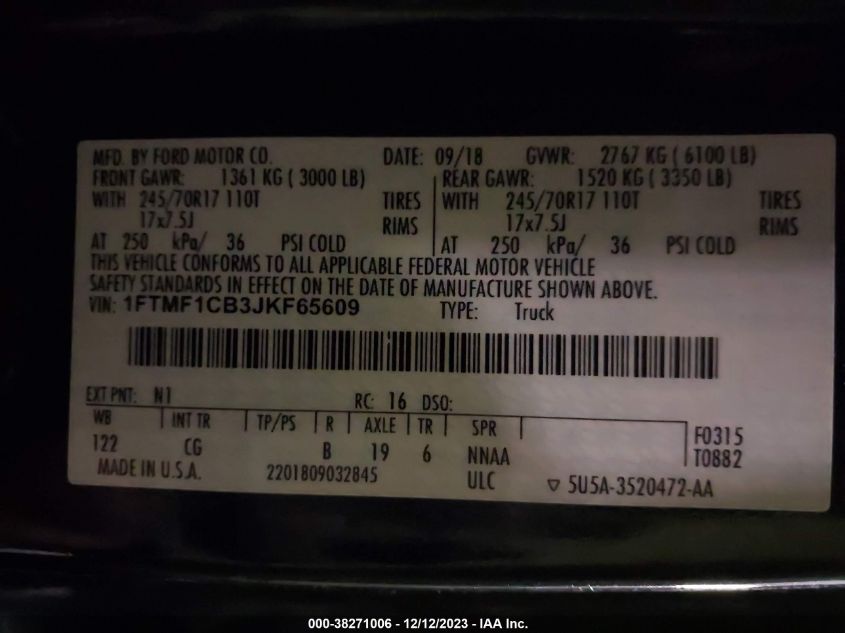 MFD. BY FORD MOTOR CO. DATE: 09/18 GVWR: 2767 KG ( 6100 LB)
FRONT GAWR: 1361 KG ( 3000 LB) REAR GAWR: 1520 KG ( 3350 LB)
WITH 245/70R17 110T TIRES WITH 245/70R17 110T TIRES
17x7.5J RIMS 17x7.5J RIMS
AT 250 kPa/ 36 PSI COLD AT 250 kPa/ 36 PSI COLD
THIS VEHICLE CONFORMS TO ALL APPLICABLE FEDERAL MOTOR VEHICLE
SAFETY STANDARDS IN EFFECT ON THE DATE OF MANUFACTURE SHOWN ABOVE.
VIN: 1FTMF1CB3JKF65609 TYPE: Truck
EXT PNT: N1 RC: 16 DSO:
WB INT TR TP/PS R AXLE TR SPR F0315
122 CG B 19 6 NNAA T0882
MADE IN U.S.A. 2201809032845 ULC ▽ 5U5A-3520472-AA
000-38271006 - 12/12/2023 - IAA Inc.